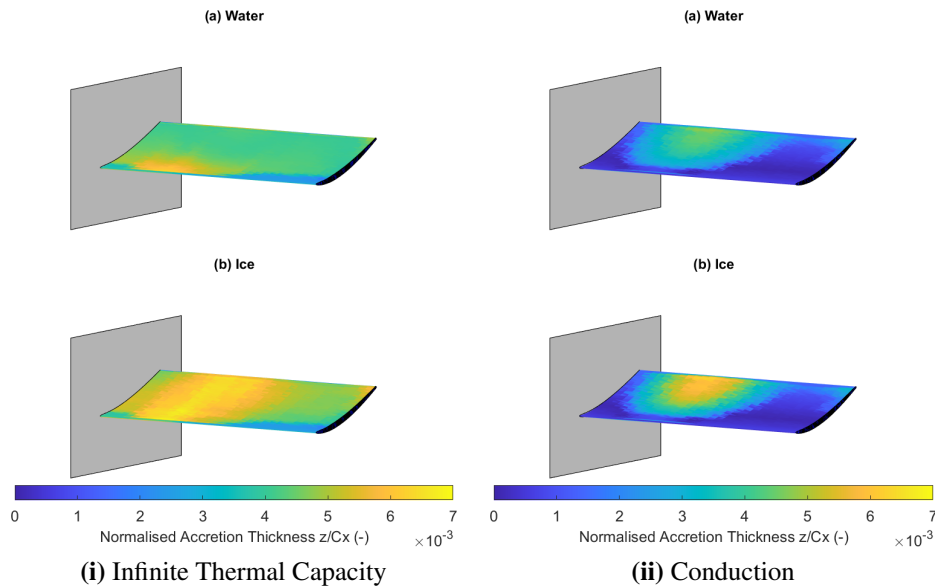 (a) Water
(a) Water
(b) Ice
(b) Ice
0 1 2 3 4 5 6 7
Normalised Accretion Thickness z/Cx (-) ×10⁻³
0 1 2 3 4 5 6 7
Normalised Accretion Thickness z/Cx (-) ×10⁻³
(i) Infinite Thermal Capacity
(ii) Conduction